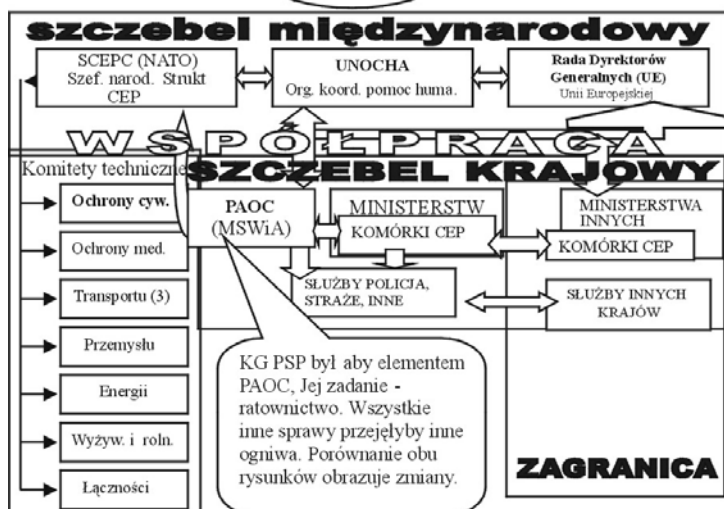 szczebel międzynarodowy
SCEPC (NATO)
Szef. narod. Strukt
CEP
UNOCHA
Org. koord. pomoc huma.
Rada Dyrektorów
Generalnych (UE)
Unii Europejskiej
WSPÓŁPRACA
Komitety techniczne
SZCZEBEL KRAJOWY
Ochrony cyw.
Ochrony med.
Transportu (3)
Przemysłu
Energii
Wyżyw. i roln.
Łączności
PAOC
(MSWiA)
MINISTERSTW
KOMÓRKI CEP
MINISTERSTWA
INNYCH
KOMÓRKI CEP
SŁUŻBY POLICJA,
STRAŻE, INNE
SŁUŻBY INNYCH
KRAJÓW
KG PSP był aby elementem
PAOC, Jej zadanie -
ratownictwo. Wszystkie
inne sprawy przejęłyby inne
ogniwa. Porównanie obu
rysunków obrazuje zmiany.
ZAGRANICA